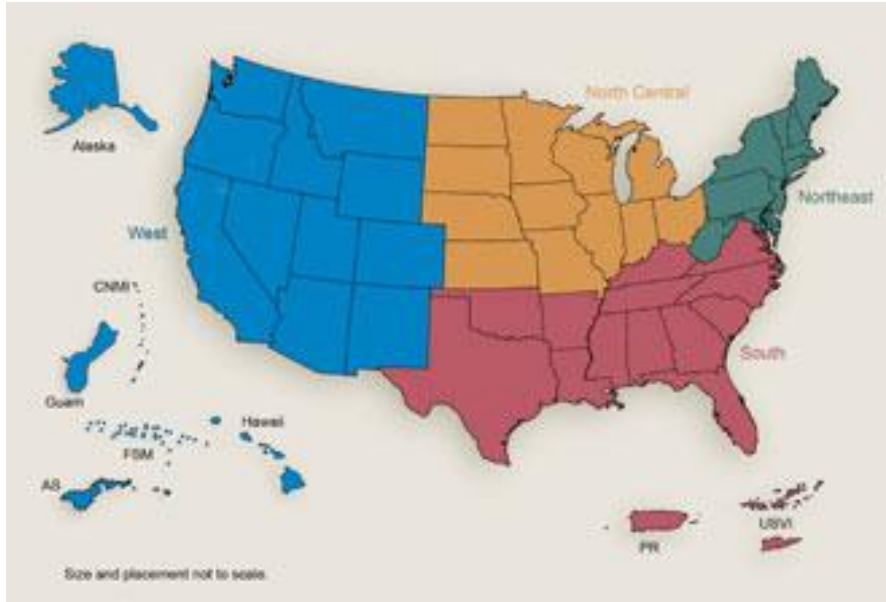 North Central
Alaska
Northeast
West
CNMI
South
Guam
Hawaii
FSM
AS
USVI
PR
Size and placement not to scale.